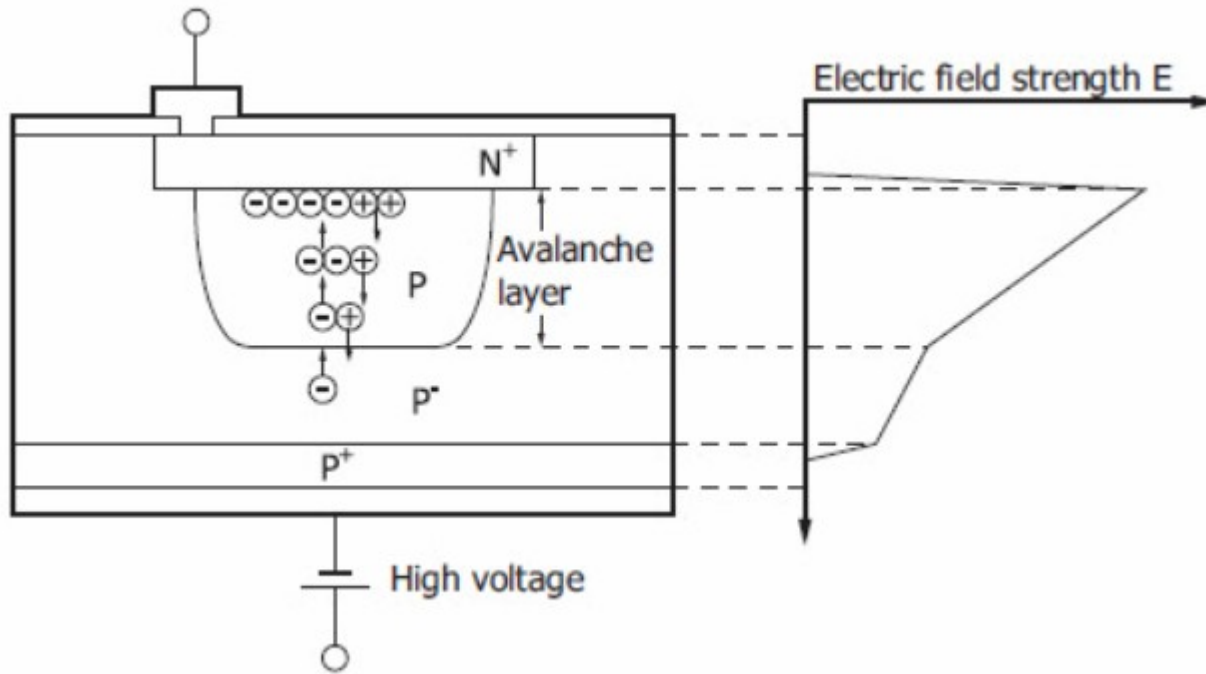 Electric field strength E
N⁺
Avalanche
layer
P
P⁻
P⁺
High voltage